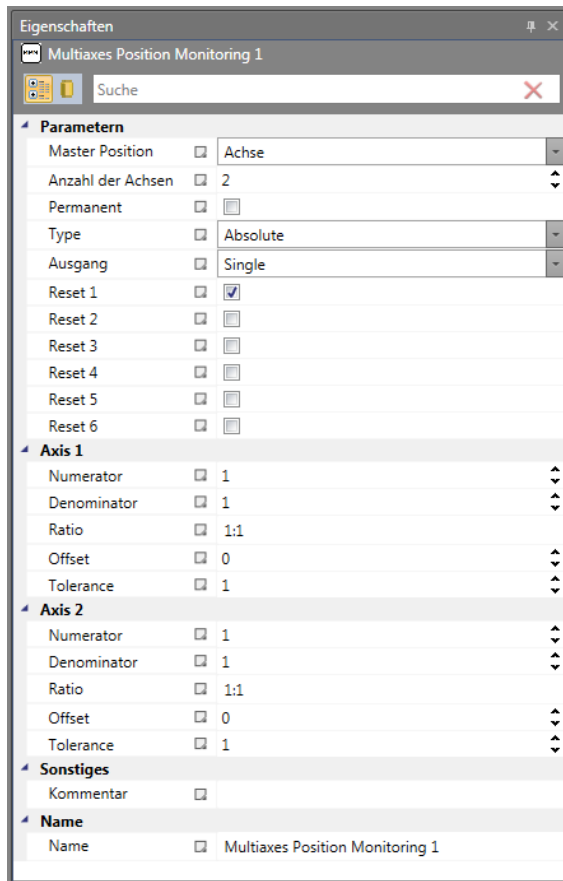 Eigenschaften
Multiaxes Position Monitoring 1
Suche
Parametern
Master Position Achse
Anzahl der Achsen 2
Permanent
Type Absolute
Ausgang Single
Reset 1
Reset 2
Reset 3
Reset 4
Reset 5
Reset 6
Axis 1
Numerator 1
Denominator 1
Ratio 1:1
Offset 0
Tolerance 1
Axis 2
Numerator 1
Denominator 1
Ratio 1:1
Offset 0
Tolerance 1
Sonstiges
Kommentar
Name
Name Multiaxes Position Monitoring 1